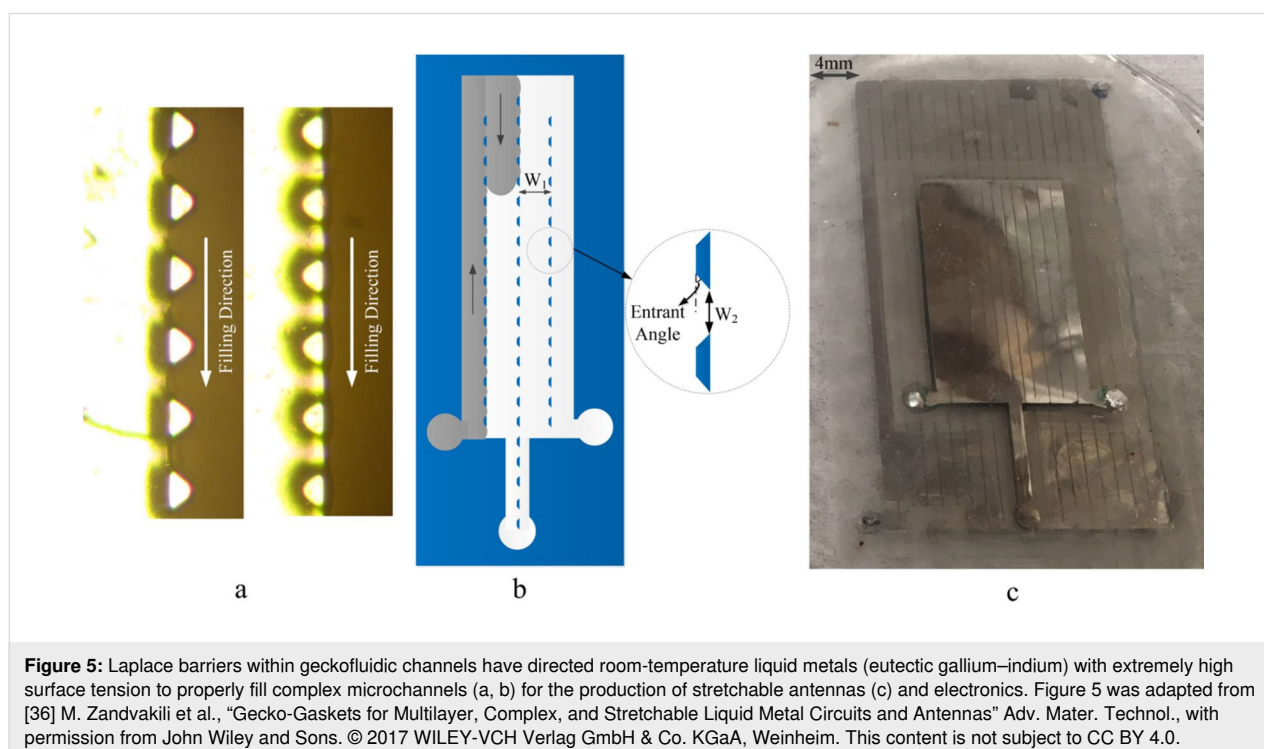 Filling Direction
Filling Direction
W1
Entrant
Angle
W2
4mm
a
b
c
Figure 5: Laplace barriers within geckofluidic channels have directed room-temperature liquid metals (eutectic gallium–indium) with extremely high
surface tension to properly fill complex microchannels (a, b) for the production of stretchable antennas (c) and electronics. Figure 5 was adapted from
[36] M. Zandvakili et al., “Gecko-Gaskets for Multilayer, Complex, and Stretchable Liquid Metal Circuits and Antennas” Adv. Mater. Technol., with
permission from John Wiley and Sons. © 2017 WILEY-VCH Verlag GmbH & Co. KGaA, Weinheim. This content is not subject to CC BY 4.0.